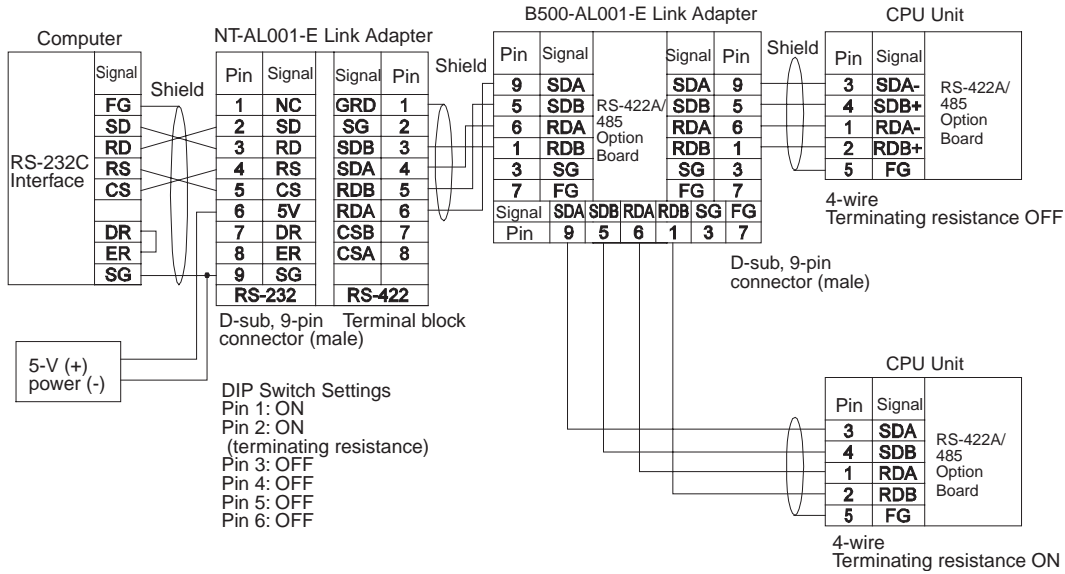 Computer
Signal
FG
SD
RD
RS
CS
DR
ER
SG
RS-232C
Interface
Shield
5-V (+)
power (-)
NT-AL001-E Link Adapter
Pin Signal Signal Pin
1 NC GRD 1
2 SD SG 2
3 RD SDB 3
4 RS SDA 4
5 CS RDB 5
6 5V RDA 6
7 DR CSB 7
8 ER CSA 8
9 SG
RS-232 RS-422
D-sub, 9-pin
connector (male)
Terminal block
Shield
DIP Switch Settings
Pin 1: ON
Pin 2: ON
(terminating resistance)
Pin 3: OFF
Pin 4: OFF
Pin 5: OFF
Pin 6: OFF
B500-AL001-E Link Adapter
Pin Signal Signal Pin
9 SDA SDA 9
5 SDB SDB 5
6 RDA RDA 6
1 RDB RDB 1
3 SG SG 3
7 FG FG 7
RS-422A/
485
Option
Board
Signal SDA SDB RDA RDB SG FG
Pin 9 5 6 1 3 7
D-sub, 9-pin
connector (male)
Shield
CPU Unit
Pin Signal
3 SDA-
4 SDB+
1 RDA-
2 RDB+
5 FG
RS-422A/
485
Option
Board
4-wire
Terminating resistance OFF
CPU Unit
Pin Signal
3 SDA
4 SDB
1 RDA
2 RDB
5 FG
RS-422A/
485
Option
Board
4-wire
Terminating resistance ON